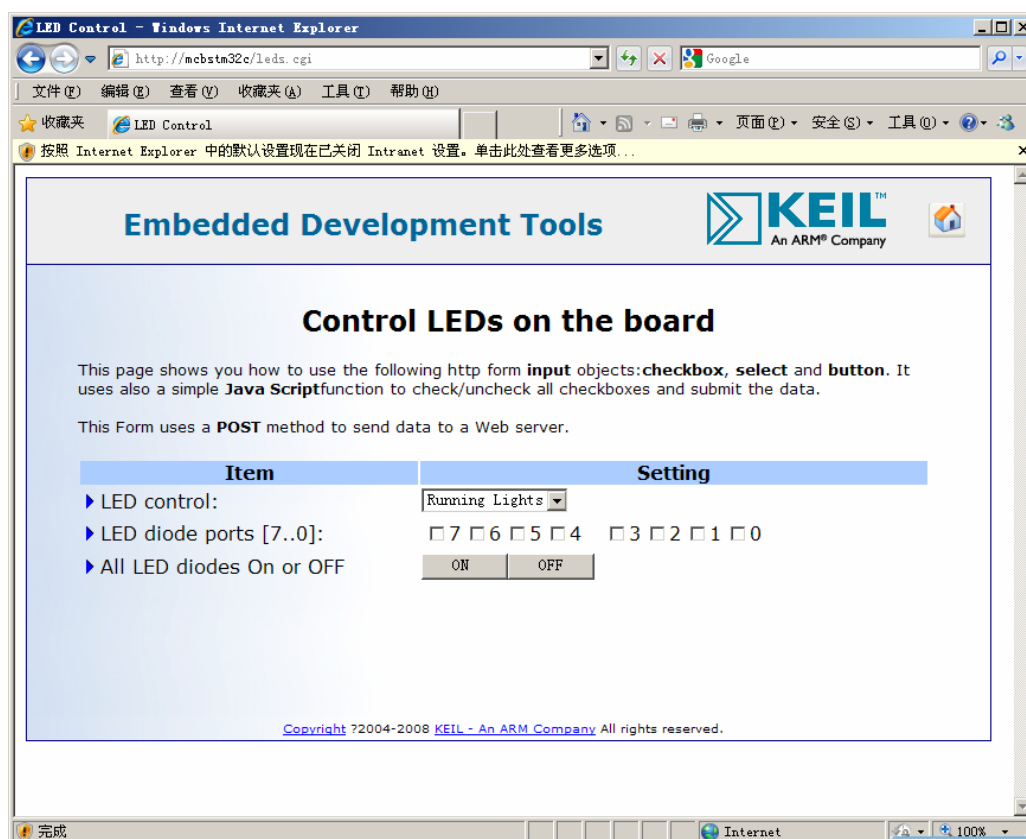 LED Control - Windows Internet Explorer
http://mcbstm32c/leds.cgi
Google
文件(F) 编辑(E) 查看(V) 收藏夹(A) 工具(T) 帮助(H)
收藏夹 LED Control 页面(P) 安全(S) 工具(O)
按照 Internet Explorer 中的默认设置现在已关闭 Intranet 设置。单击此处查看更多选项...
Embedded Development Tools
KEIL™
An ARM® Company
Control LEDs on the board
This page shows you how to use the following http form input objects:checkbox, select and button. It
uses also a simple Java Scriptfunction to check/uncheck all checkboxes and submit the data.
This Form uses a POST method to send data to a Web server.
Item Setting
LED control: Running Lights
LED diode ports [7..0]: 7 6 5 4 3 2 1 0
All LED diodes On or OFF ON OFF
Copyright ?2004-2008 KEIL - An ARM Company All rights reserved.
完成 Internet 100%